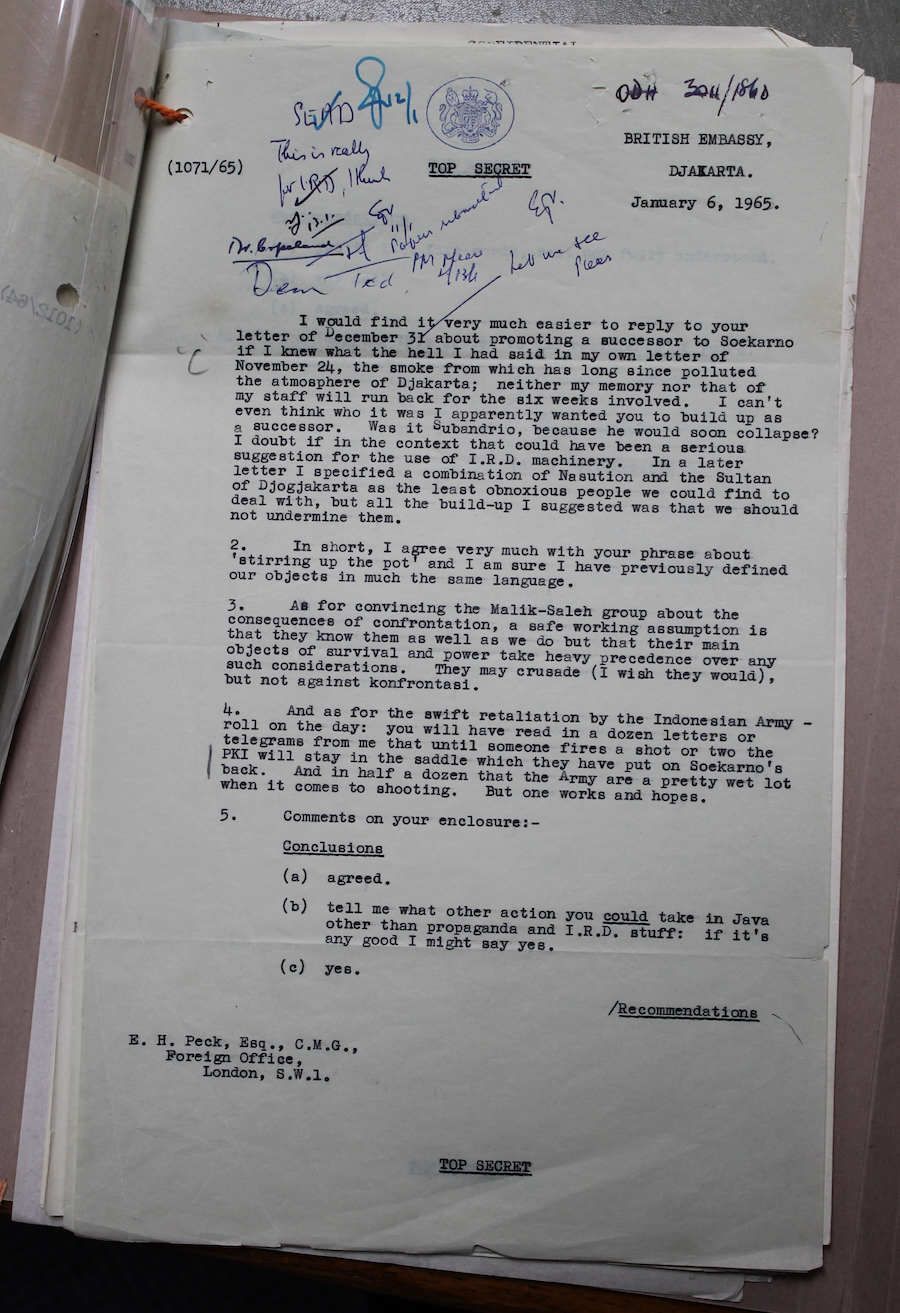 CONFIDENTIAL
SEAD
12/1
ODH 3011/1860
This is really
for I.R.D., I think
BRITISH EMBASSY,
(1071/65)
TOP SECRET
DJAKARTA.
13.1.
January 6, 1965.
11/1
Mr. Copeland
Papers submitted
Let me see
Pses
Dear Ted,
(1012/64)
I would find it very much easier to reply to your
letter of December 31 about promoting a successor to Soekarno
if I knew what the hell I had said in my own letter of
November 24, the smoke from which has long since polluted
the atmosphere of Djakarta; neither my memory nor that of
my staff will run back for the six weeks involved. I can't
even think who it was I apparently wanted you to build up as
a successor. Was it Subandrio, because he would soon collapse?
I doubt if in the context that could have been a serious
suggestion for the use of I.R.D. machinery. In a later
letter I specified a combination of Nasution and the Sultan
of Djogjakarta as the least obnoxious people we could find to
deal with, but all the build-up I suggested was that we should
not undermine them.
2. In short, I agree very much with your phrase about
'stirring up the pot' and I am sure I have previously defined
our objects in much the same language.
3. As for convincing the Malik-Saleh group about the
consequences of confrontation, a safe working assumption is
that they know them as well as we do but that their main
objects of survival and power take heavy precedence over any
such considerations. They may crusade (I wish they would),
but not against konfrontasi.
4. And as for the swift retaliation by the Indonesian Army -
roll on the day: you will have read in a dozen letters or
telegrams from me that until someone fires a shot or two the
PKI will stay in the saddle which they have put on Soekarno's
back. And in half a dozen that the Army are a pretty wet lot
when it comes to shooting. But one works and hopes.
5. Comments on your enclosure:-
Conclusions
(a) agreed.
(b) tell me what other action you could take in Java
other than propaganda and I.R.D. stuff: if it's
any good I might say yes.
(c) yes.
/Recommendations
E. H. Peck, Esq., C.M.G.,
Foreign Office,
London, S.W.1.
TOP SECRET